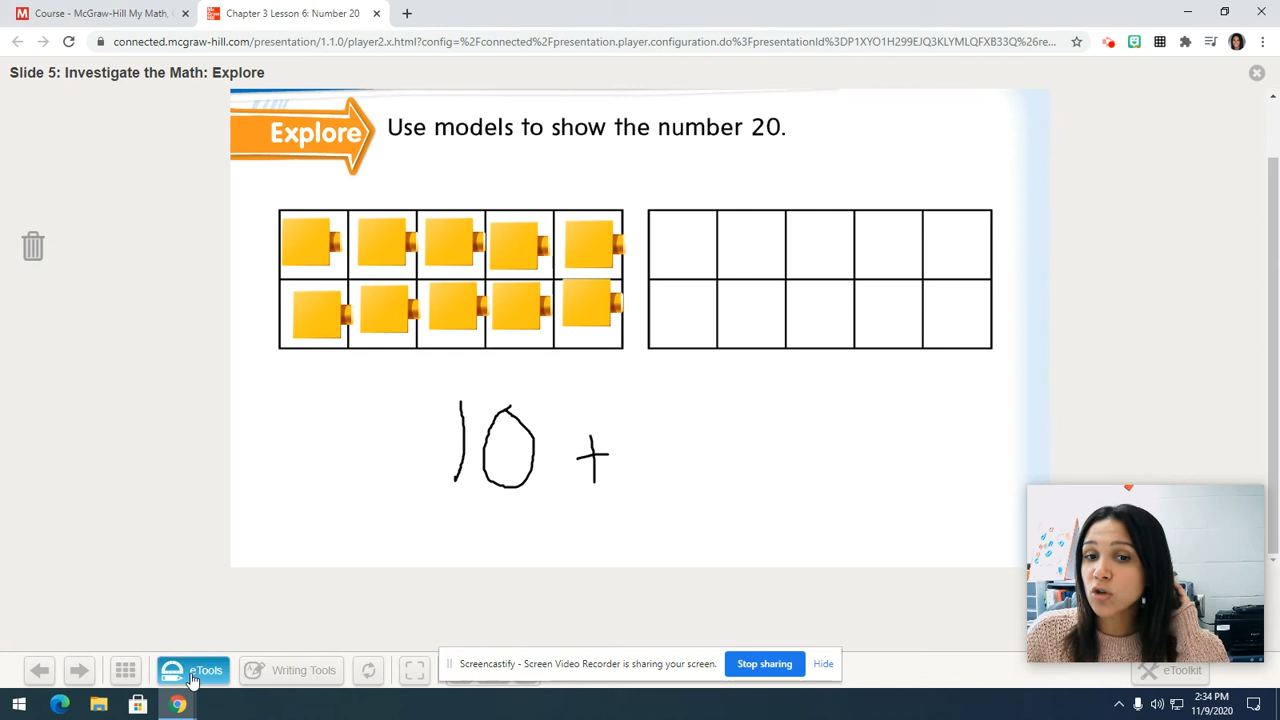 Course - McGraw-Hill My Math,
Chapter 3 Lesson 6: Number 20
connected.mcgraw-hill.com/presentation/1.1.0/player2.x.html?config=%2Fconnected%2Fpresentation.player.configuration.do%3FpresentationId%3DP1XYO1H299EJQ3KLYMLQFXB33Q%26re...
Slide 5: Investigate the Math: Explore
Explore
Use models to show the number 20.
10 +
eTools
Writing Tools
Screencastify - Screen Video Recorder is sharing your screen.
Stop sharing
Hide
eToolkit
2:34 PM
11/9/2020